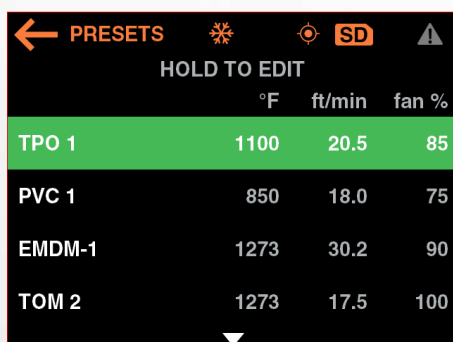 PRESETS SD
HOLD TO EDIT
°F ft/min fan %
TPO 1 1100 20.5 85
PVC 1 850 18.0 75
EMDM-1 1273 30.2 90
TOM 2 1273 17.5 100